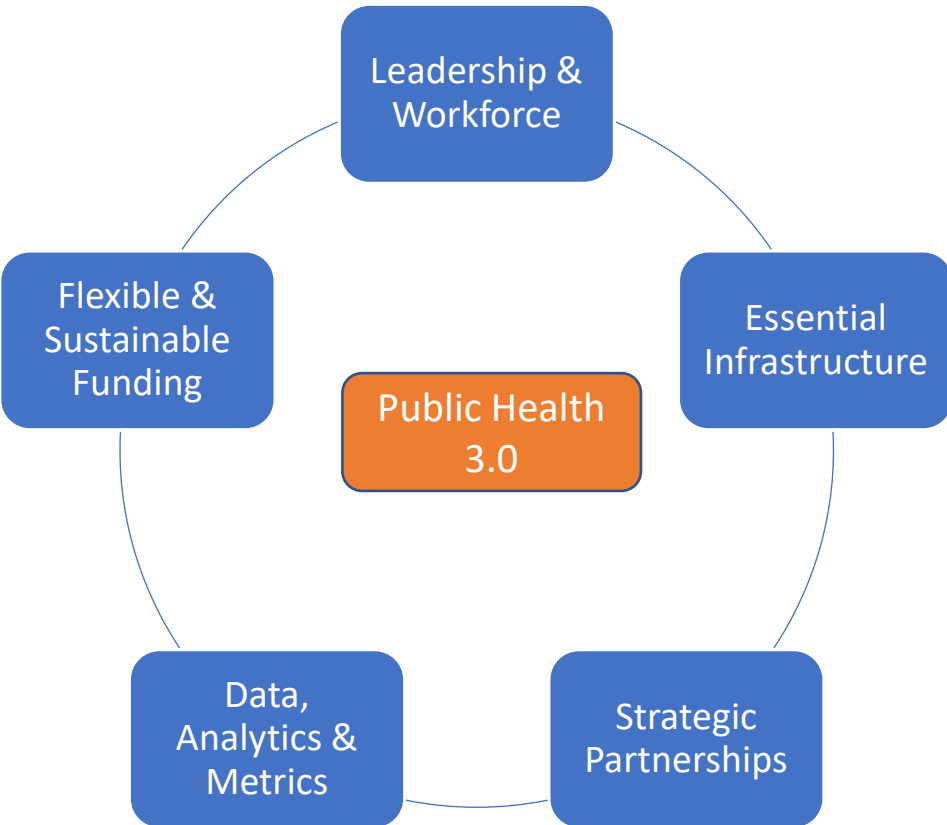 Leadership &
Workforce
Essential
Infrastructure
Strategic
Partnerships
Data,
Analytics &
Metrics
Flexible &
Sustainable
Funding
Public Health
3.0